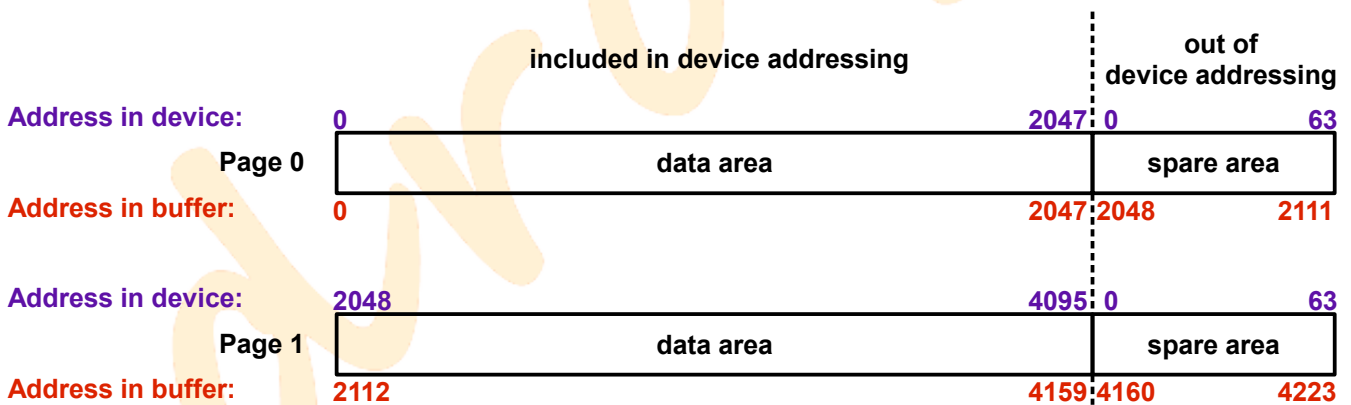 included in device addressing
out of
device addressing
Address in device: 0 2047 0 63
Page 0 data area spare area
Address in buffer: 0 2047 2048 2111
Address in device: 2048 4095 0 63
Page 1 data area spare area
Address in buffer: 2112 4159 4160 4223